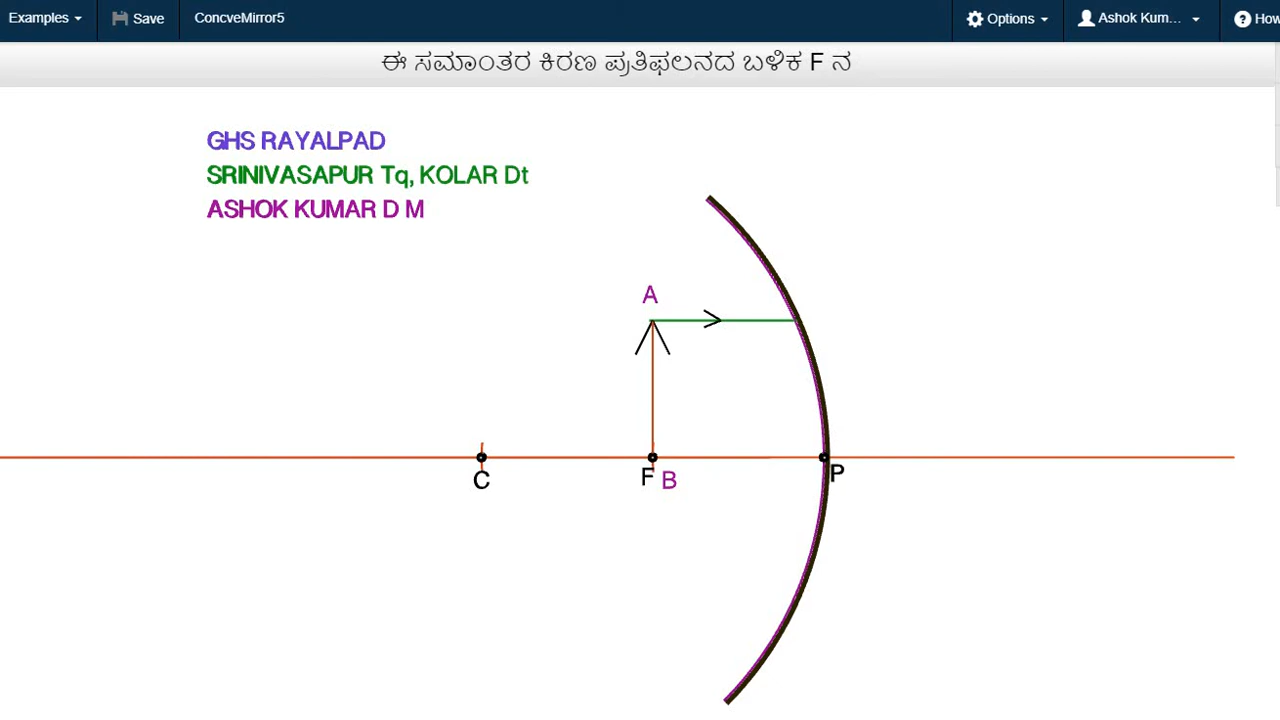 Examples
Save
ConcveMirror5
Options
Ashok Kum...
How
ಈ ಸಮಾಂತರ ಕಿರಣ ಪ್ರತಿಫಲನದ ಬಳಿಕ F ನ
GHS RAYALPAD
SRINIVASAPUR Tq, KOLAR Dt
ASHOK KUMAR D M
A
C
F
B
P